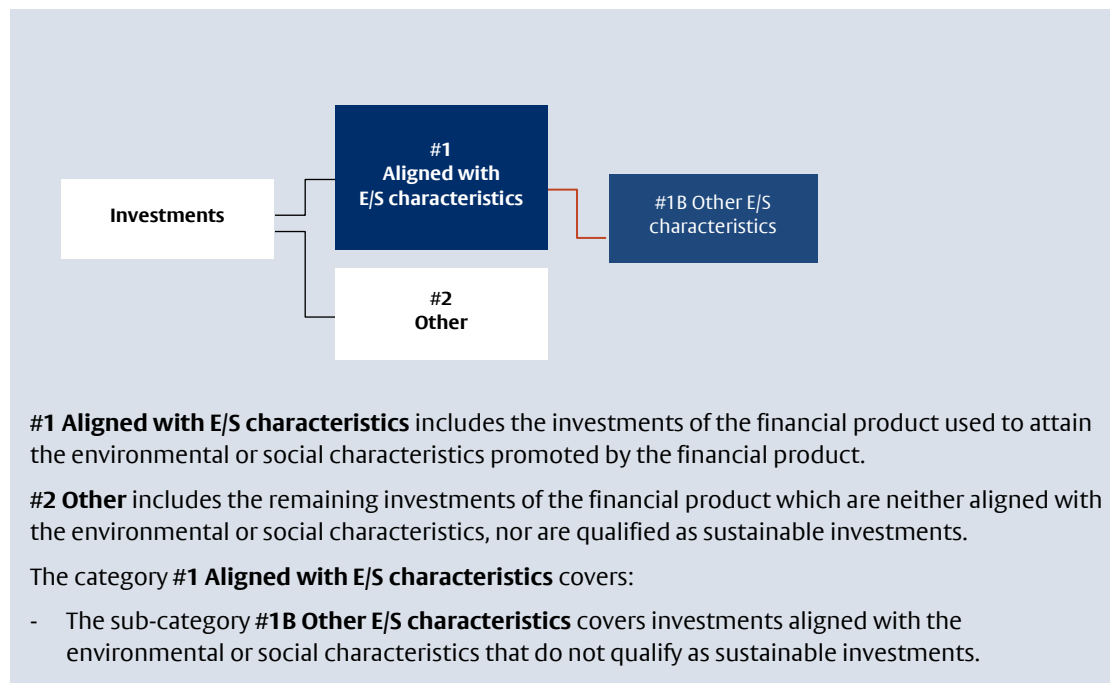 #1
Aligned with
E/S characteristics
Investments
#1B Other E/S
characteristics
#2
Other
#1 Aligned with E/S characteristics includes the investments of the financial product used to attain
the environmental or social characteristics promoted by the financial product.
#2 Other includes the remaining investments of the financial product which are neither aligned with
the environmental or social characteristics, nor are qualified as sustainable investments.
The category #1 Aligned with E/S characteristics covers:
- The sub-category #1B Other E/S characteristics covers investments aligned with the
environmental or social characteristics that do not qualify as sustainable investments.